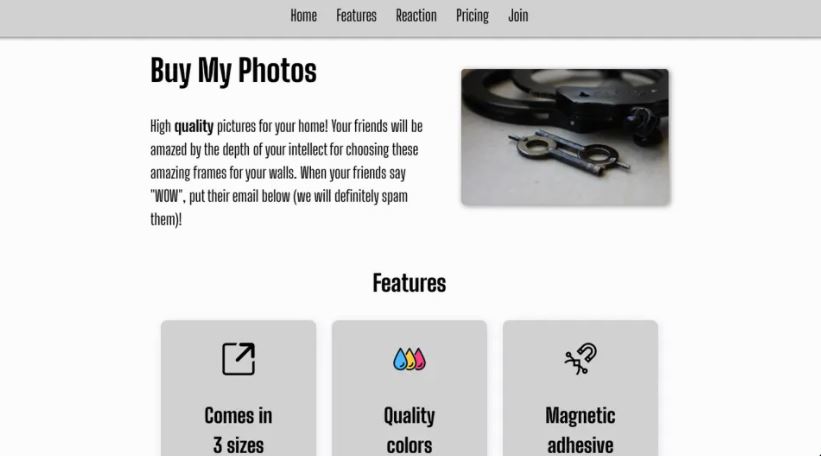 Home Features Reaction Pricing Join
Buy My Photos
High quality pictures for your home! Your friends will be
amazed by the depth of your intellect for choosing these
amazing frames for your walls. When your friends say
"WOW", put their email below (we will definitely spam
them)!
Features
Comes in
3 sizes
Quality
colors
Magnetic
adhesive